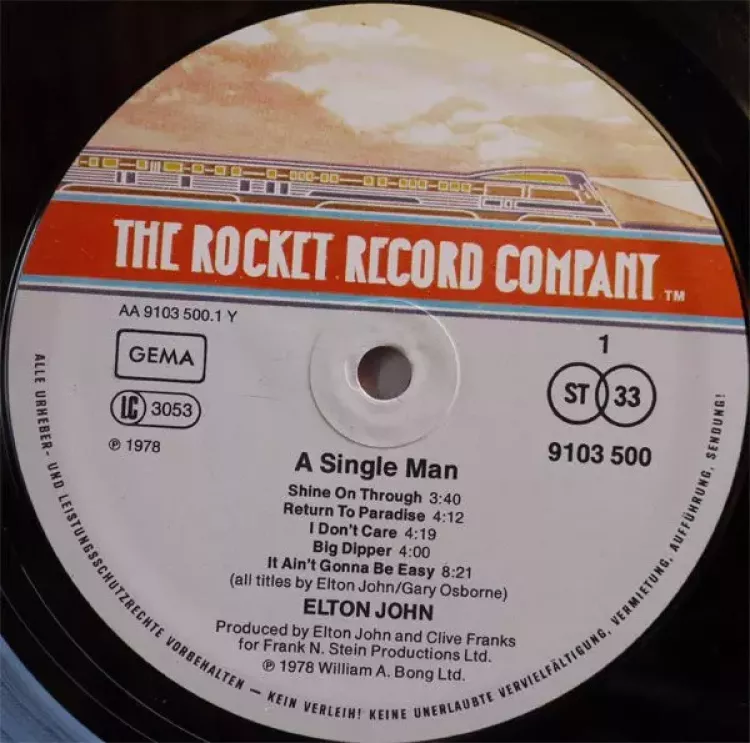 THE ROCKET RECORD COMPANY TM
AA 9103 500.1 Y
GEMA
LC 3053
℗ 1978
1
ST 33
9103 500
A Single Man
Shine On Through 3:40
Return To Paradise 4:12
I Don't Care 4:19
Big Dipper 4:00
It Ain't Gonna Be Easy 8:21
(all titles by Elton John/Gary Osborne)
ELTON JOHN
Produced by Elton John and Clive Franks
for Frank N. Stein Productions Ltd.
℗ 1978 William A. Bong Ltd.
ALLE URHEBER- UND LEISTUNGSSCHUTZRECHTE VORBEHALTEN – KEIN VERLEIH! KEINE UNERLAUBTE VERVIELFÄLTIGUNG, VERMIETUNG, AUFFÜHRUNG, SENDUNG!